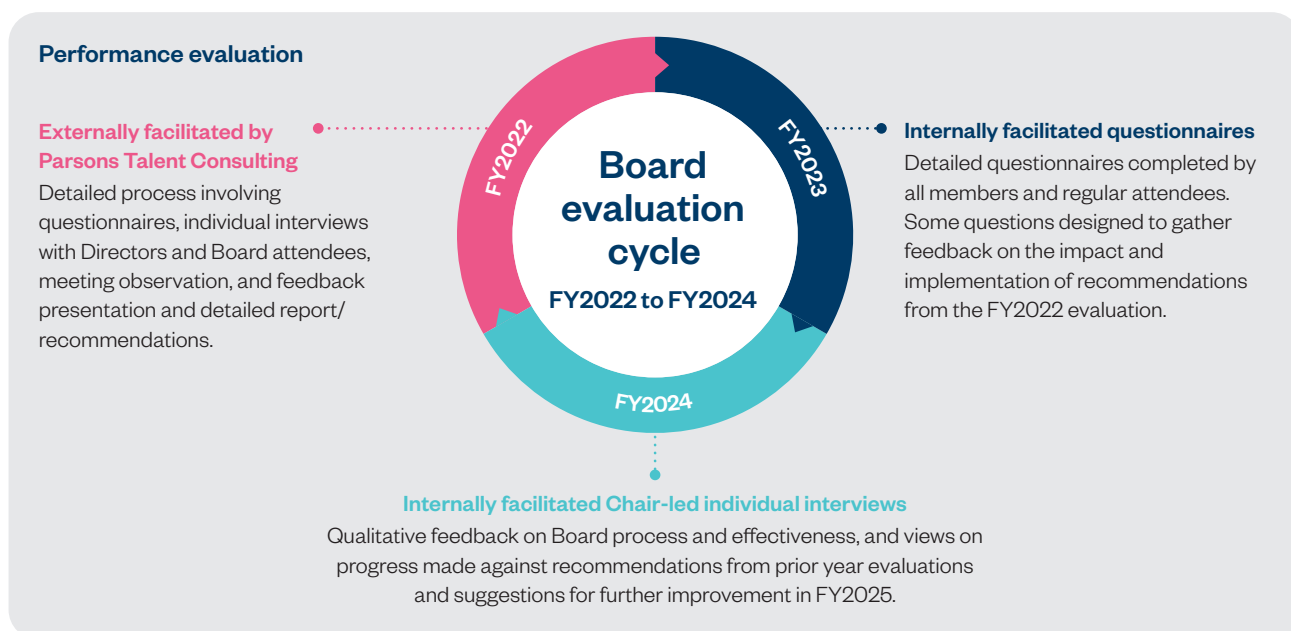 Performance evaluation
Externally facilitated by
Parsons Talent Consulting
Detailed process involving
questionnaires, individual interviews
with Directors and Board attendees,
meeting observation, and feedback
presentation and detailed report/
recommendations.
FY2022
Board
evaluation
cycle
FY2022 to FY2024
FY2023
Internally facilitated questionnaires
Detailed questionnaires completed by
all members and regular attendees.
Some questions designed to gather
feedback on the impact and
implementation of recommendations
from the FY2022 evaluation.
FY2024
Internally facilitated Chair-led individual interviews
Qualitative feedback on Board process and effectiveness, and views on
progress made against recommendations from prior year evaluations
and suggestions for further improvement in FY2025.